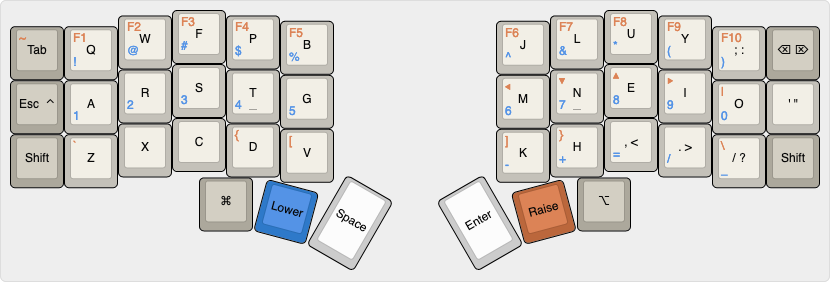 ~ Tab
F1 Q !
F2 W @
F3 F #
F4 P $
F5 B %
F6 J ^
F7 L &
F8 U *
F9 Y (
F10 ; : )
⌫ ⌦
Esc ^
A 1
R 2
S 3
T 4 _
G 5
◂ M 6
▾ N 7 _
▴ E 8
▸ I 9
| O 0
' "
Shift
` Z
X
C
{ D
[ V
] K -
} H +
, < =
. > /
\ / ? _
Shift
⌘
Lower
Space
Enter
Raise
⌥